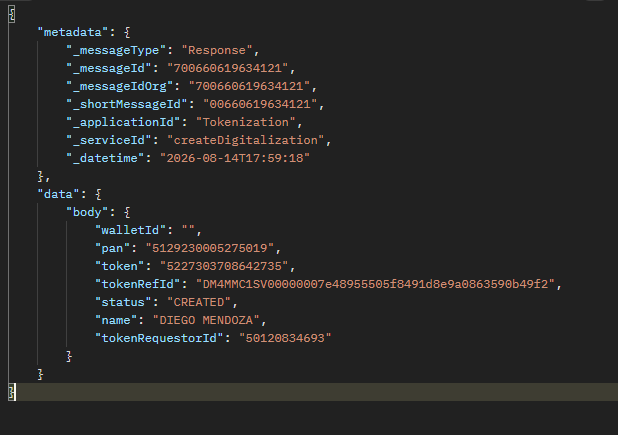 {
    "metadata": {
        "_messageType": "Response",
        "_messageId": "700660619634121",
        "_messageIdOrg": "700660619634121",
        "_shortMessageId": "00660619634121",
        "_applicationId": "Tokenization",
        "_serviceId": "createDigitalization",
        "_datetime": "2026-08-14T17:59:18"
    },
    "data": {
        "body": {
            "walletId": "",
            "pan": "5129230005275019",
            "token": "5227303708642735",
            "tokenRefId": "DM4MMC1SV00000007e48955505f8491d8e9a0863590b49f2",
            "status": "CREATED",
            "name": "DIEGO MENDOZA",
            "tokenRequestorId": "50120834693"
        }
    }
}